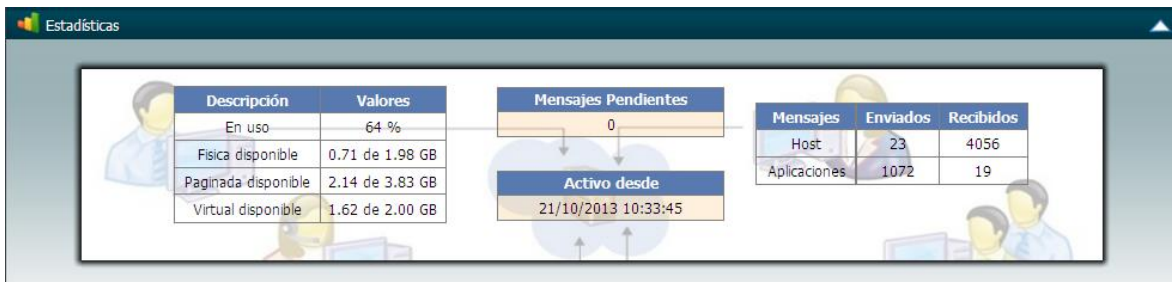 Estadísticas
Descripción Valores
En uso 64 %
Fisica disponible 0.71 de 1.98 GB
Paginada disponible 2.14 de 3.83 GB
Virtual disponible 1.62 de 2.00 GB
Mensajes Pendientes
0
Activo desde
21/10/2013 10:33:45
Mensajes Enviados Recibidos
Host 23 4056
Aplicaciones 1072 19